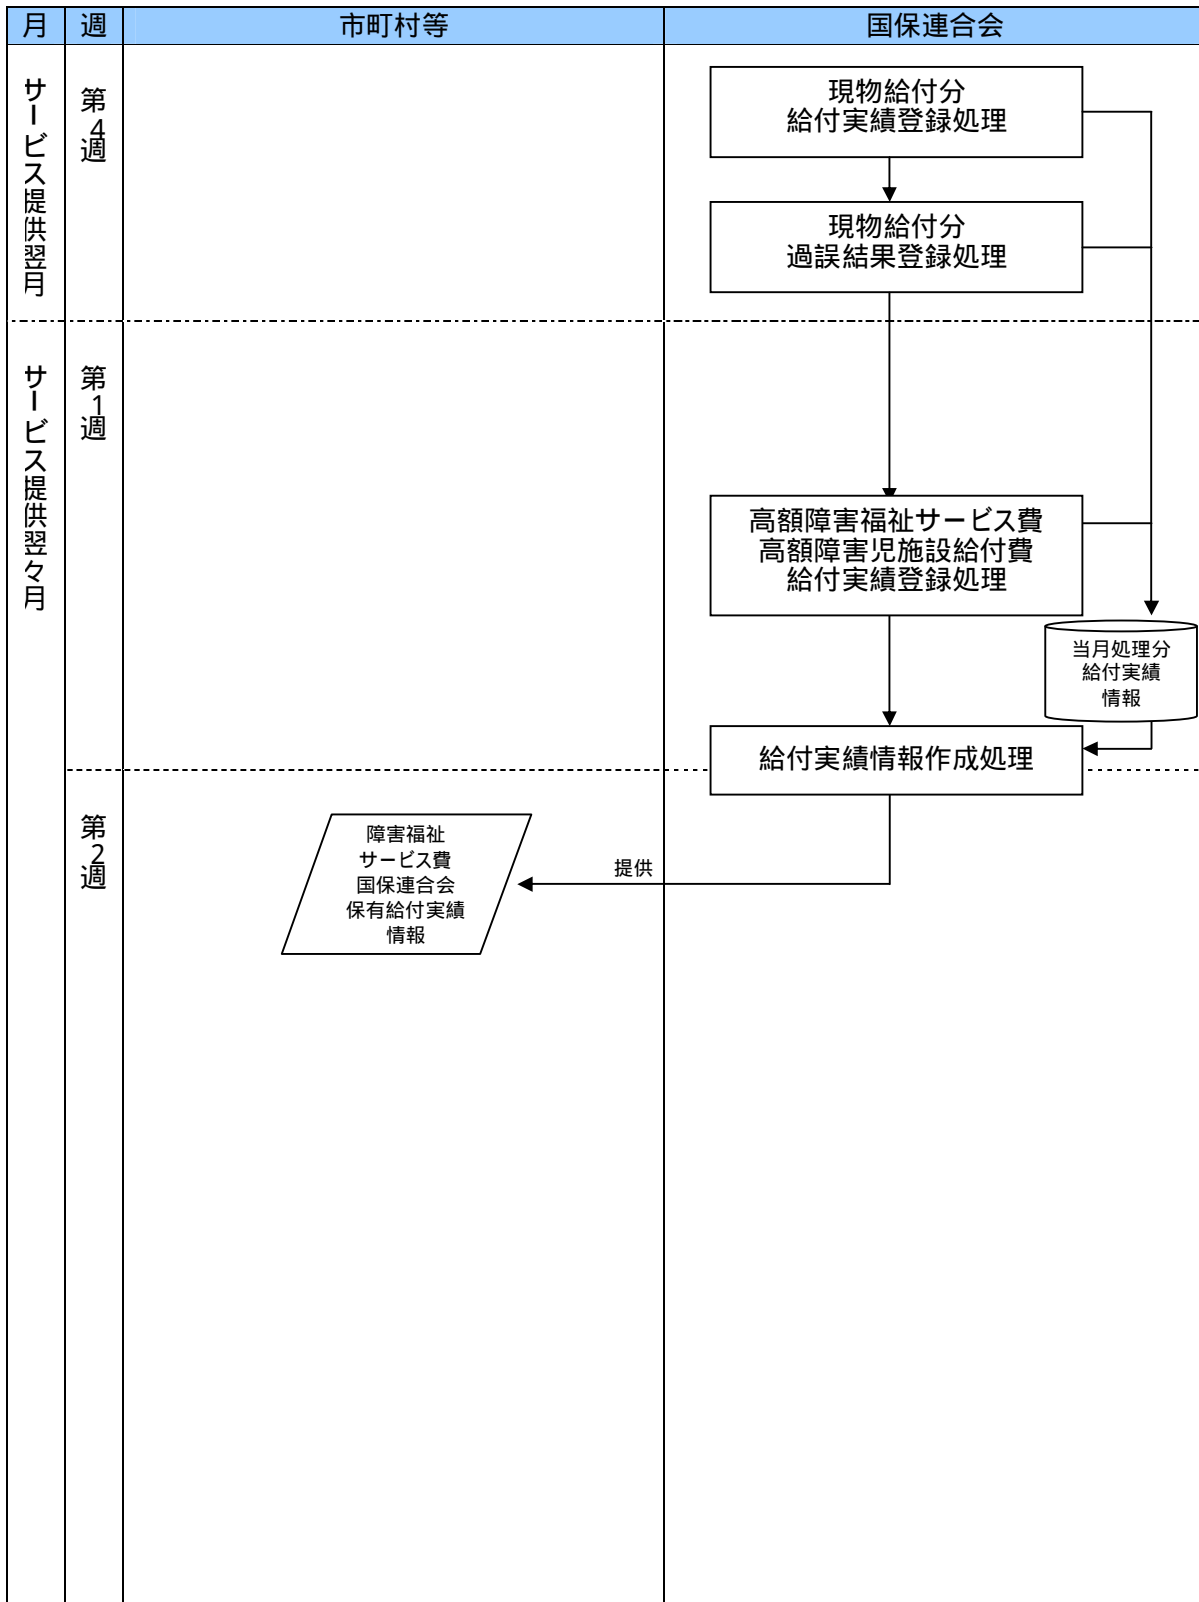 月
週
市町村等
国保連合会
サービス提供翌月
第4週
現物給付分
給付実績登録処理
現物給付分
過誤結果登録処理
サービス提供翌々月
第1週
高額障害福祉サービス費
高額障害児施設給付費
給付実績登録処理
当月処理分
給付実績
情報
給付実績情報作成処理
第2週
障害福祉
サービス費
国保連合会
保有給付実績
情報
提供